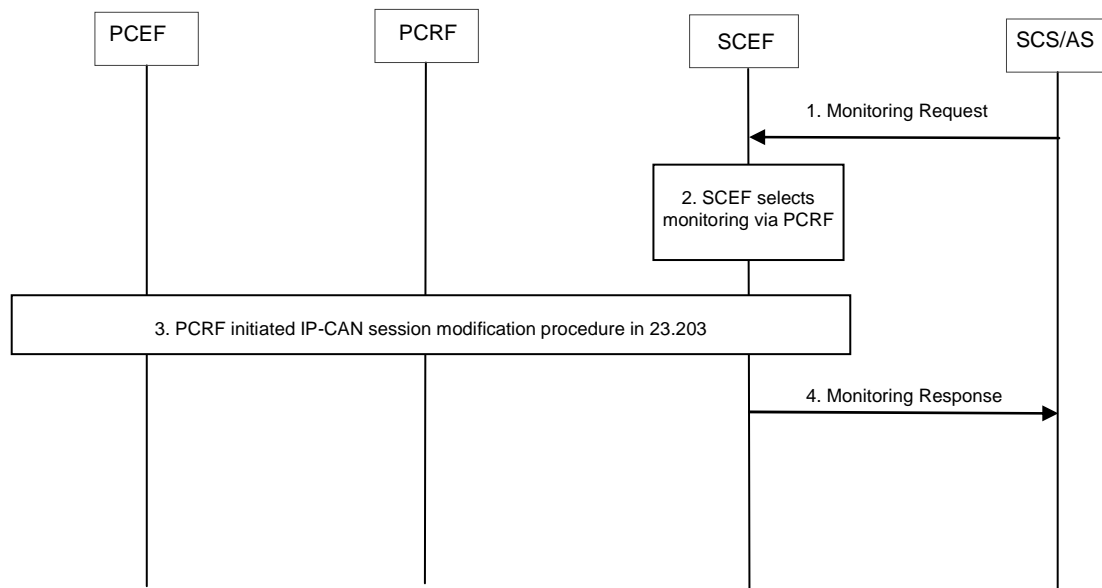 PCEF
PCRF
SCEF
SCS/AS
1. Monitoring Request
2. SCEF selects
monitoring via PCRF
3. PCRF initiated IP-CAN session modification procedure in 23.203
4. Monitoring Response